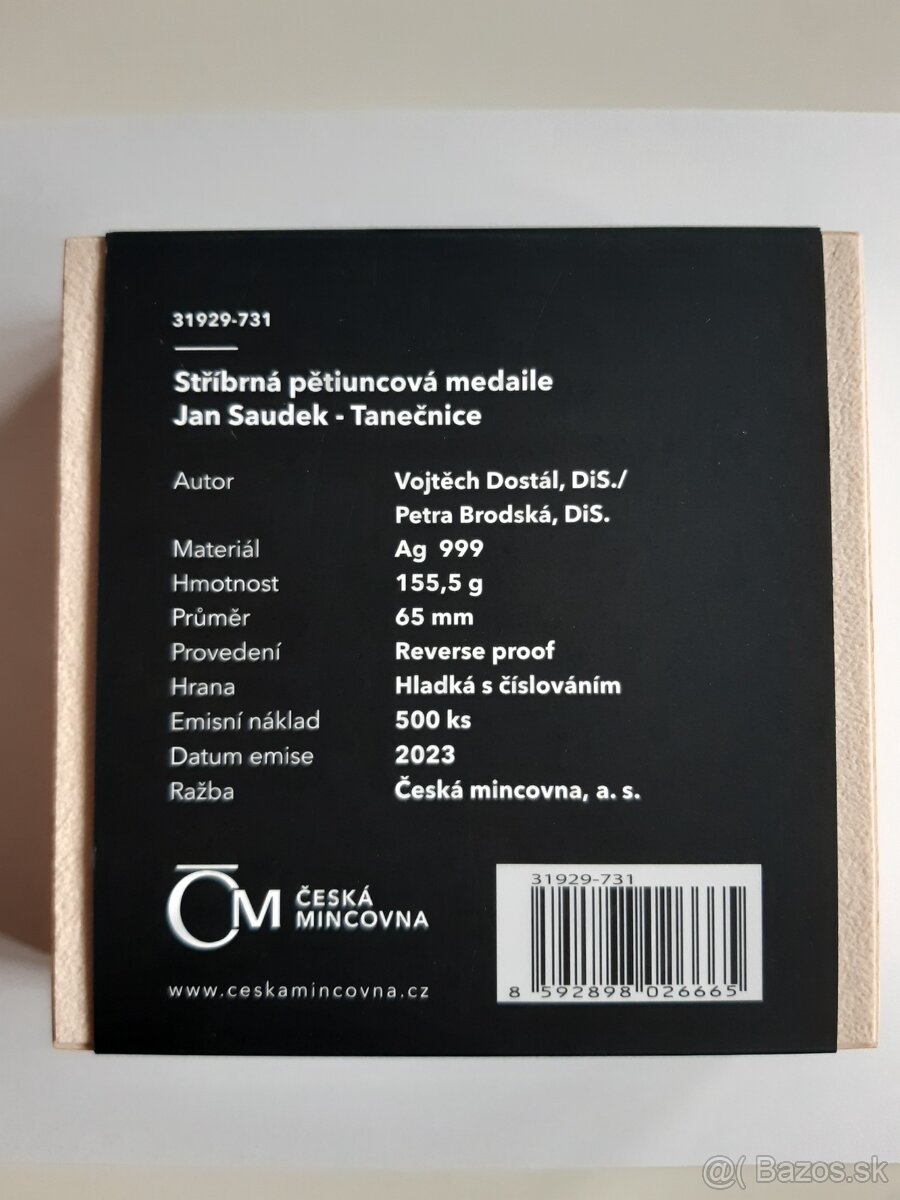 31929-731
Stříbrná pětiuncová medaile
Jan Saudek - Tanečnice
Autor Vojtěch Dostál, DiS./
Petra Brodská, DiS.
Materiál Ag 999
Hmotnost 155,5 g
Průměr 65 mm
Provedení Reverse proof
Hrana Hladká s číslováním
Emisní náklad 500 ks
Datum emise 2023
Ražba Česká mincovna, a. s.
ČM ČESKÁ
MINCOVNA
www.ceskamincovna.cz
31929-731
8 592898 026665
@( Bazos.sk